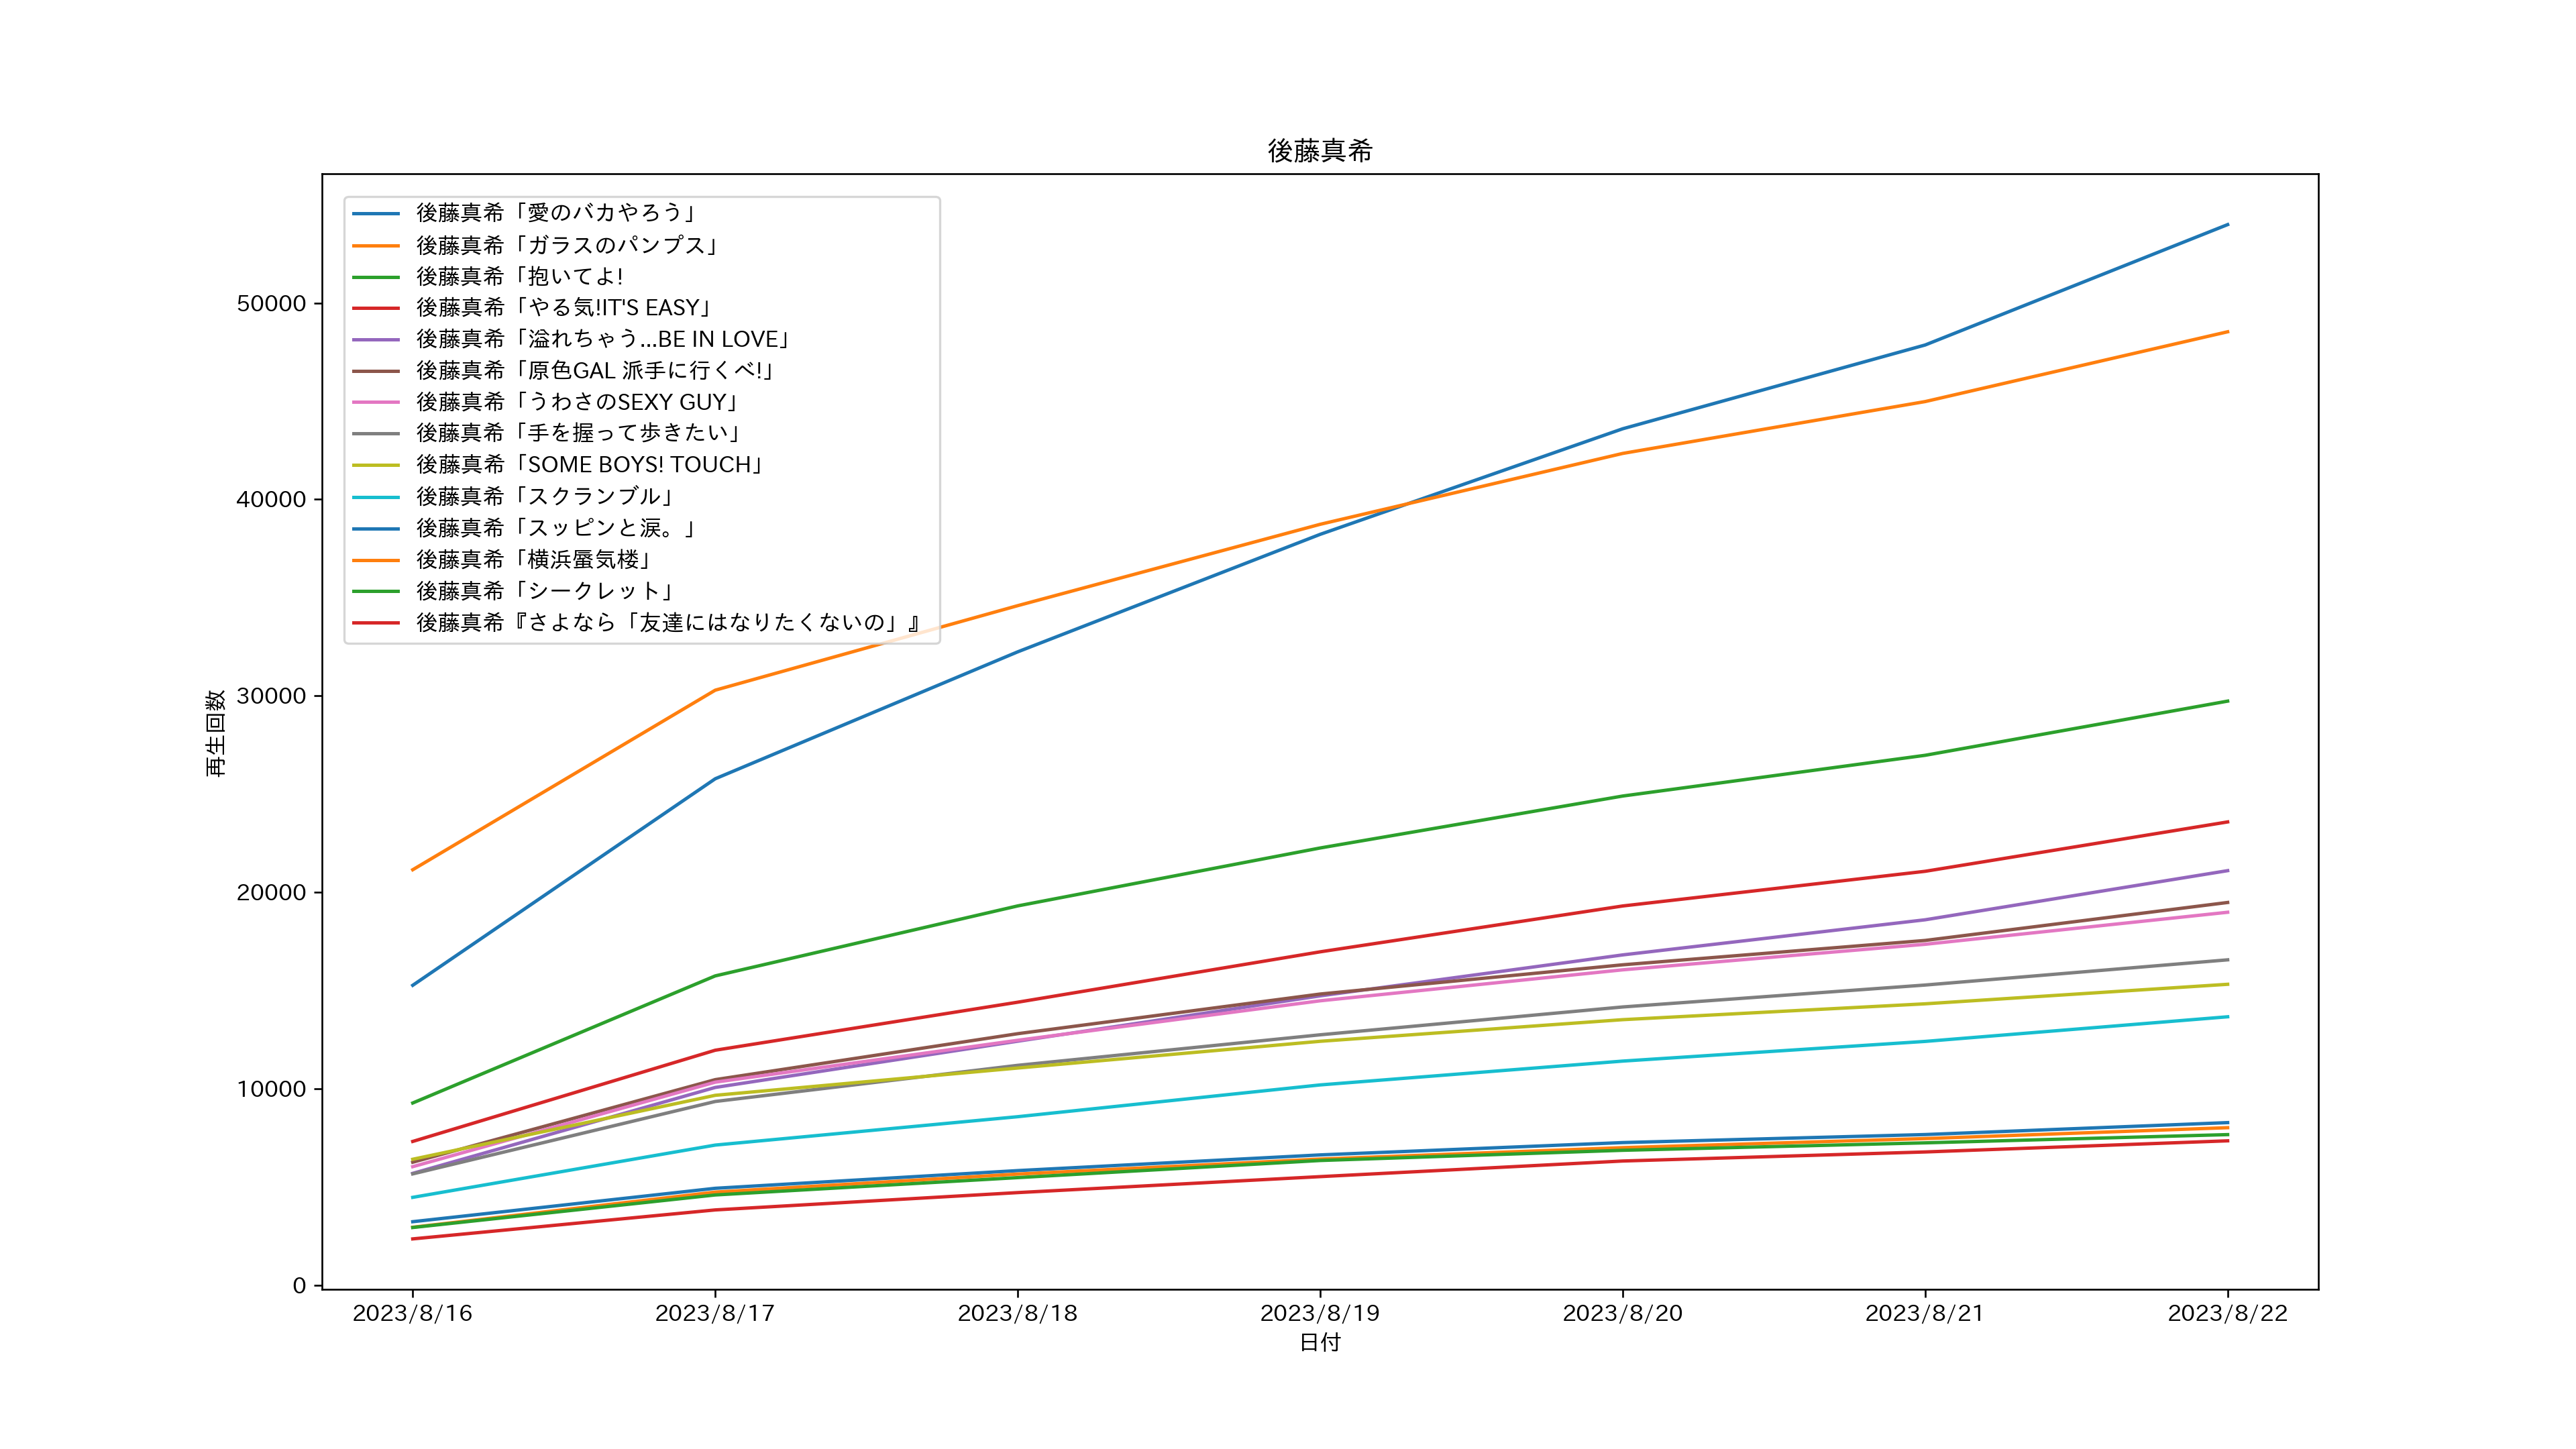 後藤真希
後藤真希「愛のバカやろう」
後藤真希「ガラスのパンプス」
後藤真希「抱いてよ!
後藤真希「やる気!IT'S EASY」
後藤真希「溢れちゃう...BE IN LOVE」
後藤真希「原色GAL 派手に行くべ!」
後藤真希「うわさのSEXY GUY」
後藤真希「手を握って歩きたい」
後藤真希「SOME BOYS! TOUCH」
後藤真希「スクランブル」
後藤真希「スッピンと涙。」
後藤真希「横浜蜃気楼」
後藤真希「シークレット」
後藤真希『さよなら「友達にはなりたくないの」』
再生回数
50000
40000
30000
20000
10000
0
2023/8/16 2023/8/17 2023/8/18 2023/8/19 2023/8/20 2023/8/21 2023/8/22
日付